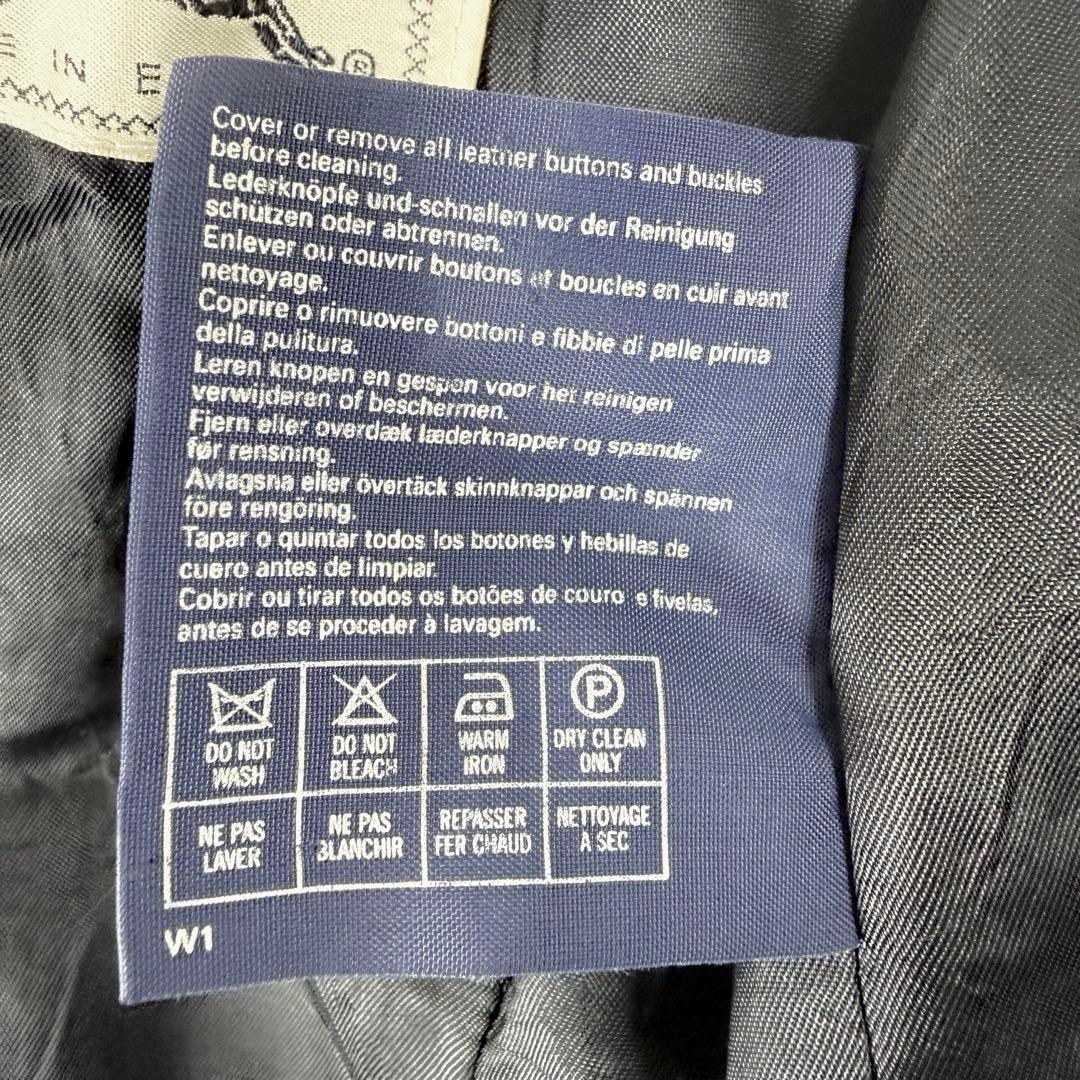 IN E
®
Cover or remove all leather buttons and buckles
before cleaning.
Lederknöpfe und-schnallen vor der Reinigung
schützen oder abtrennen.
Enlever ou couvrir boutons et boucles en cuir avant
nettoyage.
Coprire o rimuovere bottoni e fibbie di pelle prima
della pulitura.
Leren knopen en gespen voor het reinigen
verwijderen of beschermen.
Fjern eller overdæk læderknapper og spænder
før rensning.
Avlagsna eller övertäck skinnknappar och spännen
före rengöring.
Tapar o quintar todos los botones y hebillas de
cuero antes de limpiar.
Cobrir ou tirar todos os botões de couro e fivelas,
antes de se proceder à lavagem.
P
DO NOT
WASH
DO NOT
BLEACH
WARM
IRON
DRY CLEAN
ONLY
NE PAS
LAVER
NE PAS
BLANCHIR
REPASSER
FER CHAUD
NETTOYAGE
A SEC
W1